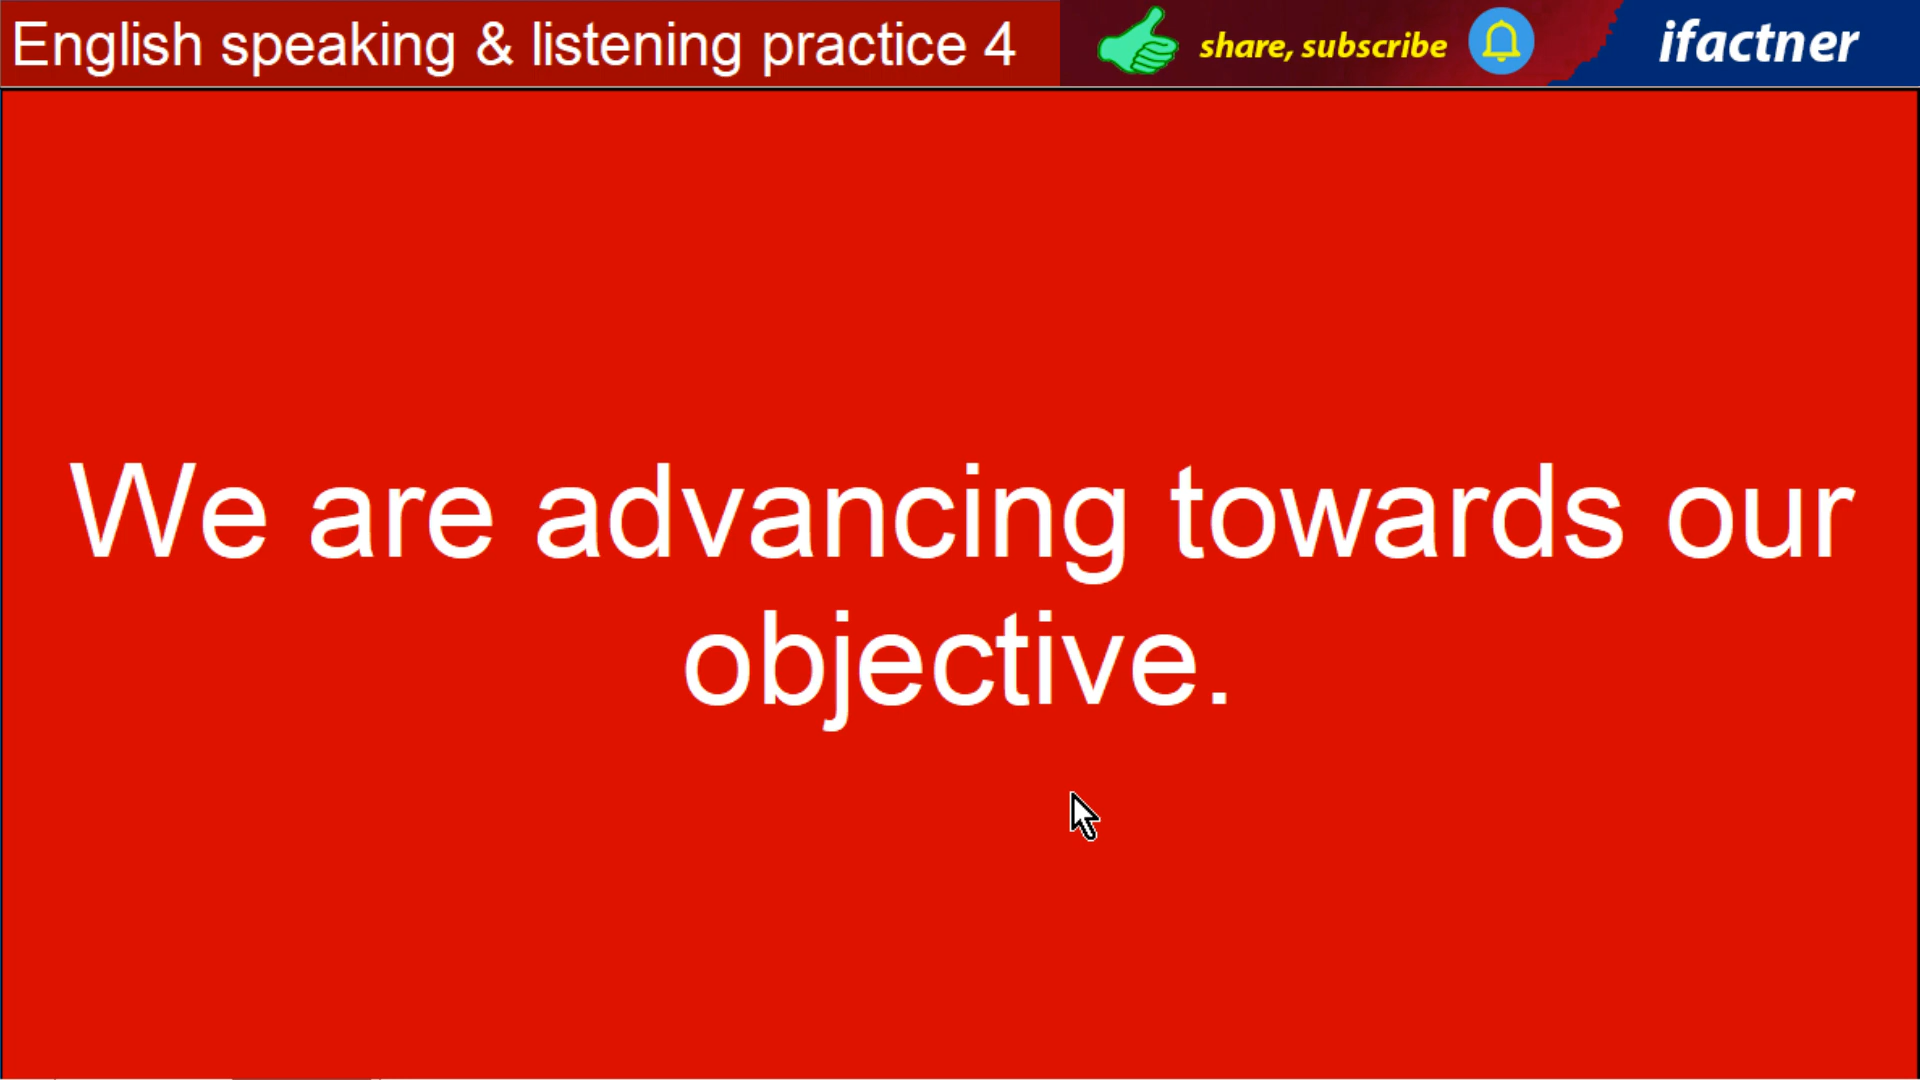 English speaking & listening practice 4
share, subscribe
ifactner
We are advancing towards our
objective.